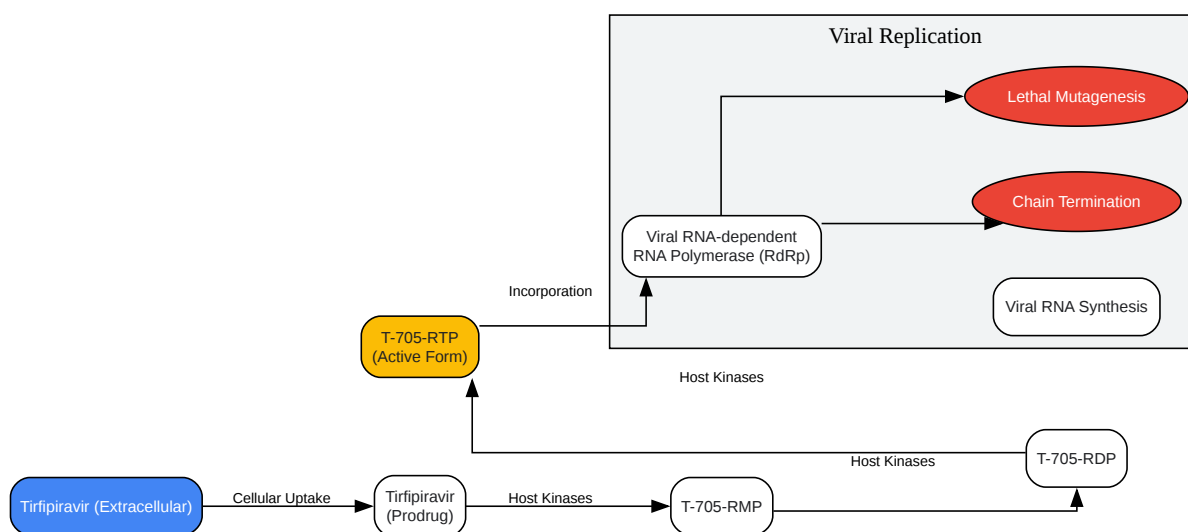 Viral Replication
Lethal Mutagenesis
Chain Termination
Viral RNA-dependent
RNA Polymerase (RdRp)
Viral RNA Synthesis
Incorporation
T-705-RTP
(Active Form)
Host Kinases
Host Kinases
T-705-RDP
Tirfipiravir (Extracellular)
Cellular Uptake
Tirfipiravir
(Prodrug)
Host Kinases
T-705-RMP